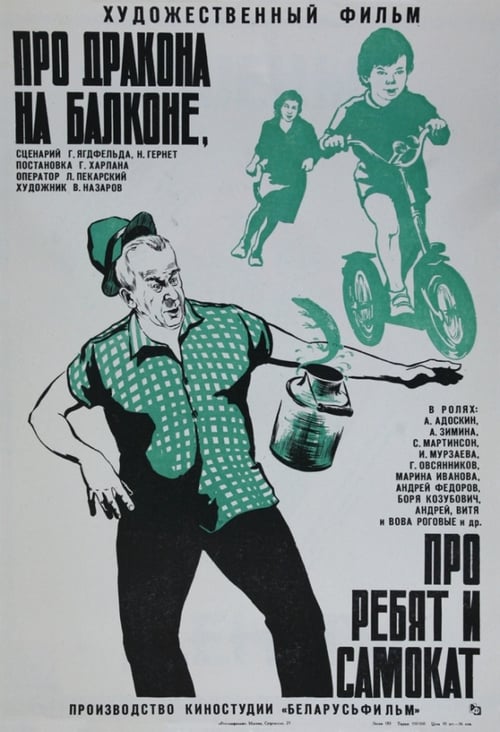 ХУДОЖЕСТВЕННЫЙ ФИЛЬМ
ПРО ДРАКОНА
НА БАЛКОНЕ,
СЦЕНАРИЙ Г. ЯГДФЕЛЬДА, Н. ГЕРНЕТ
ПОСТАНОВКА Г. ХАРЛАНА
ОПЕРАТОР Л. ПЕКАРСКИЙ
ХУДОЖНИК В. НАЗАРОВ
В РОЛЯХ:
А. АДОСКИН,
А. ЗИМИНА,
С. МАРТИНСОН,
И. МУРЗАЕВА,
Г. ОВСЯННИКОВ,
МАРИНА ИВАНОВА,
АНДРЕЙ ФЕДОРОВ,
БОРЯ КОЗУБОВИЧ,
АНДРЕЙ, ВИТЯ
И ВОВА РОГОВЫЕ И ДР.
ПРО
РЕБЯТ И
САМОКАТ
ПРОИЗВОДСТВО КИНОСТУДИИ «БЕЛАРУСЬФИЛЬМ»